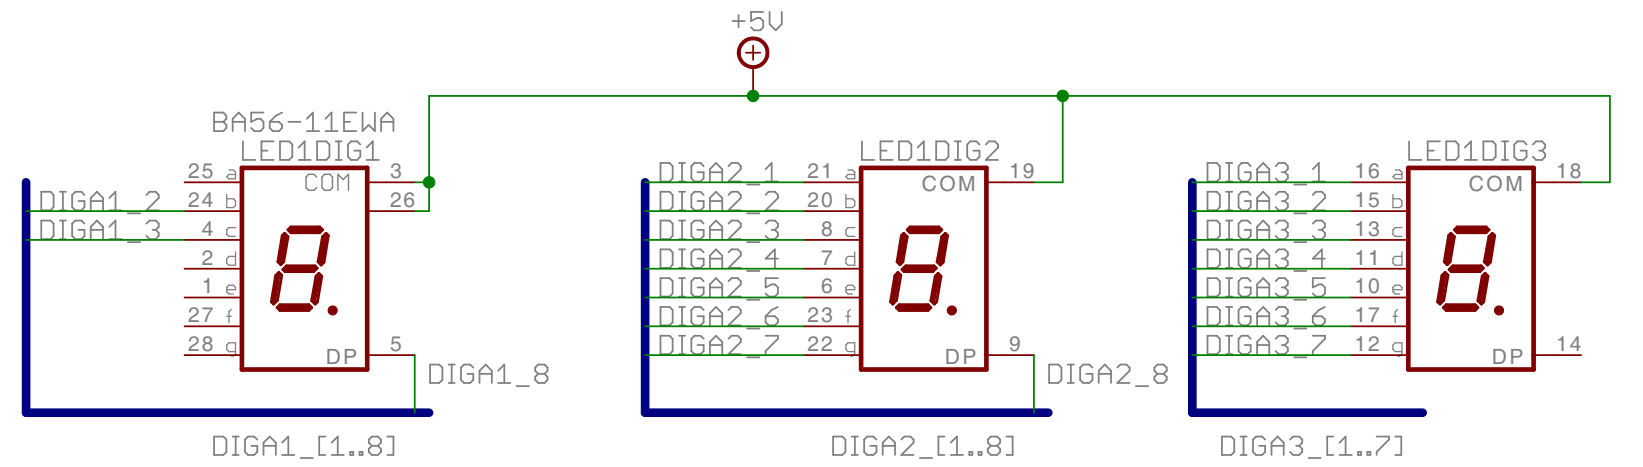 +5V
BA56-11EWA
LED1DIG1
25 a COM 3
DIGA1_2 24 b 26
DIGA1_3 4 c
2 d
1 e
27 f
28 g DP 5
DIGA1_8
DIGA1_[1..8]
LED1DIG2
DIGA2_1 21 a COM 19
DIGA2_2 20 b
DIGA2_3 8 c
DIGA2_4 7 d
DIGA2_5 6 e
DIGA2_6 23 f
DIGA2_7 22 g DP 9
DIGA2_8
DIGA2_[1..8]
LED1DIG3
DIGA3_1 16 a COM 18
DIGA3_2 15 b
DIGA3_3 13 c
DIGA3_4 11 d
DIGA3_5 10 e
DIGA3_6 17 f
DIGA3_7 12 g DP 14
DIGA3_[1..7]